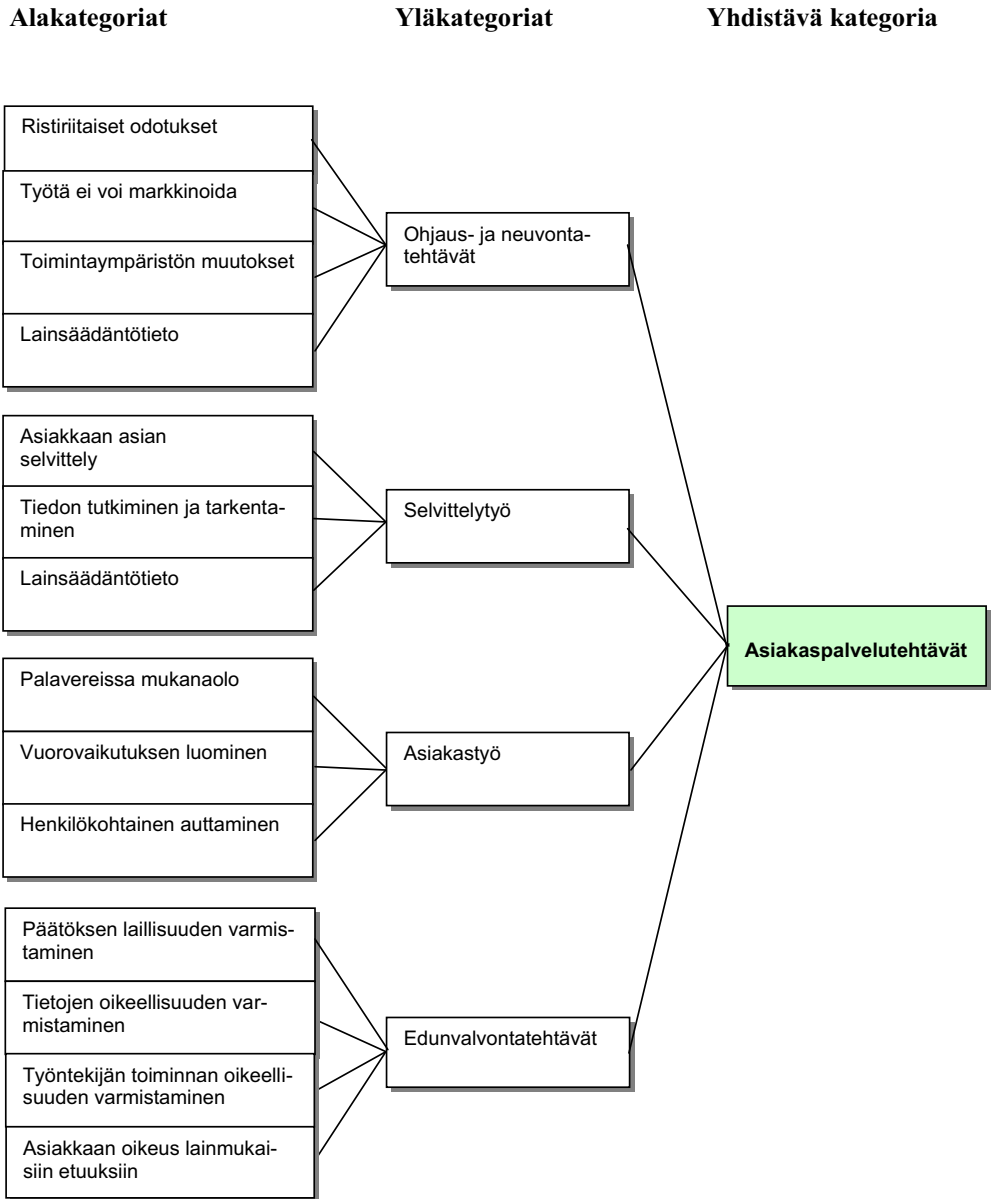 Alakategoriat Yläkategoriat Yhdistävä kategoria
Ristiriitaiset odotukset
Työtä ei voi markkinoida
Toimintaympäristön muutokset
Lainsäädäntötieto
Ohjaus- ja neuvonta-
tehtävät
Asiakkaan asian
selvittely
Tiedon tutkiminen ja tarkenta-
minen
Lainsäädäntötieto
Selvittelytyö
Palavereissa mukanaolo
Vuorovaikutuksen luominen
Henkilökohtainen auttaminen
Asiakastyö
Päätöksen laillisuuden varmis-
taminen
Tietojen oikeellisuuden var-
mistaminen
Työntekijän toiminnan oikeelli-
suuden varmistaminen
Asiakkaan oikeus lainmukai-
siin etuuksiin
Edunvalvontatehtävät
Asiakaspalvelutehtävät